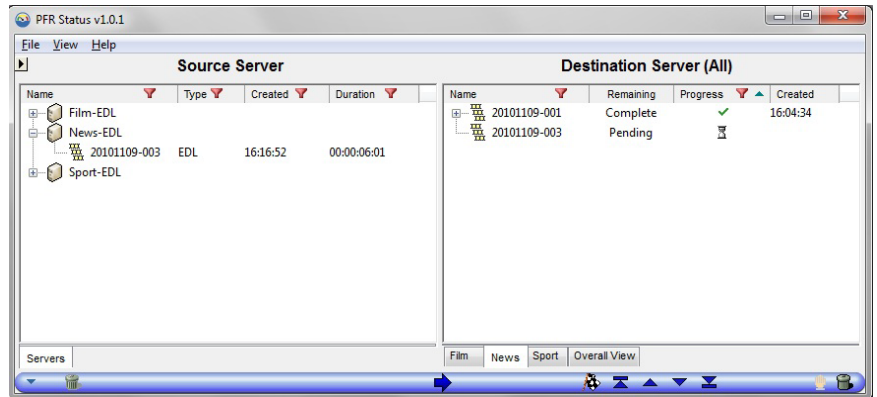 PFR Status v1.0.1
File View Help
Source Server
Name Type Created Duration
Film-EDL
News-EDL
20101109-003 EDL 16:16:52 00:00:06:01
Sport-EDL
Servers
Destination Server (All)
Name Remaining Progress Created
20101109-001 Complete 16:04:34
20101109-003 Pending
Film News Sport Overall View